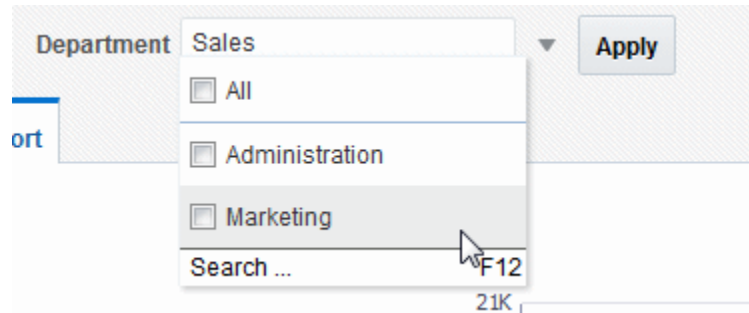 Department Sales Apply
All
ort
Administration
Marketing
Search ... F12
21K